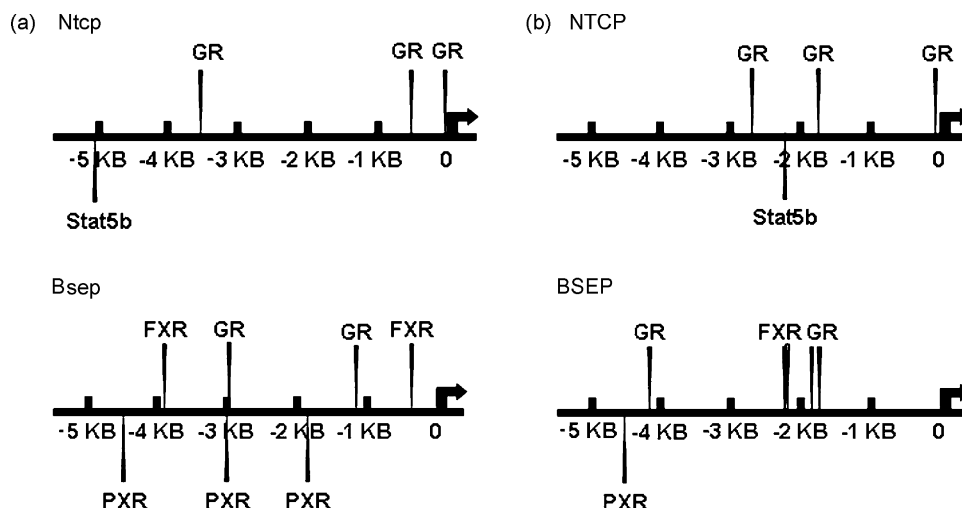 (a) Ntcp
GR GR GR
-5 KB -4 KB -3 KB -2 KB -1 KB 0
Stat5b
Bsep
FXR GR GR FXR
-5 KB -4 KB -3 KB -2 KB -1 KB 0
PXR PXR PXR
(b) NTCP
GR GR GR
-5 KB -4 KB -3 KB -2 KB -1 KB 0
Stat5b
BSEP
GR FXR GR
-5 KB -4 KB -3 KB -2 KB -1 KB 0
PXR